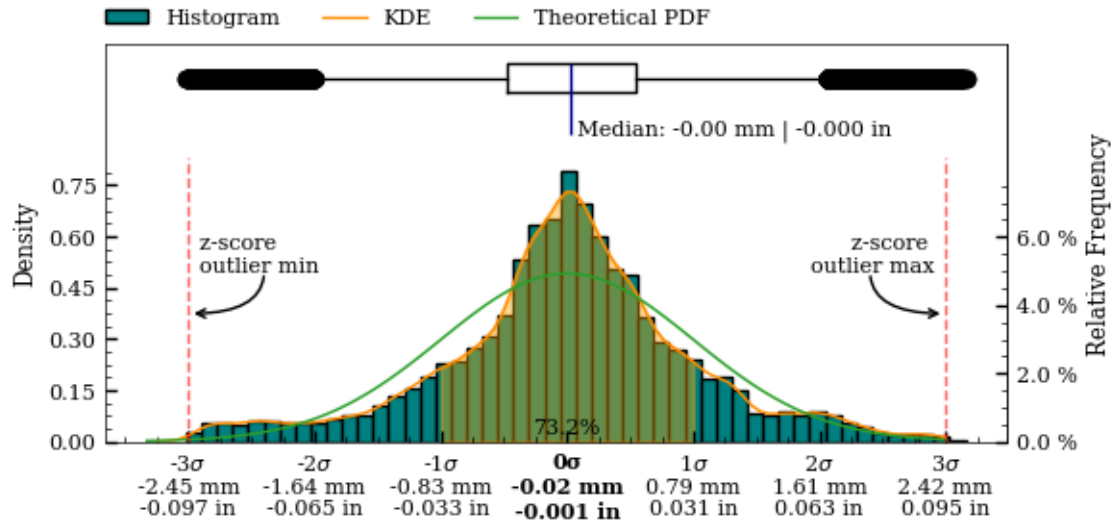 Histogram KDE Theoretical PDF
Median: -0.00 mm | -0.000 in
Density
0.75
0.60
0.45
0.30
0.15
0.00
z-score
outlier min
z-score
outlier max
6.0 %
4.0 %
2.0 %
0.0 %
Relative Frequency
73.2%
-3σ -2σ -1σ 0σ 1σ 2σ 3σ
-2.45 mm -1.64 mm -0.83 mm -0.02 mm 0.79 mm 1.61 mm 2.42 mm
-0.097 in -0.065 in -0.033 in -0.001 in 0.031 in 0.063 in 0.095 in